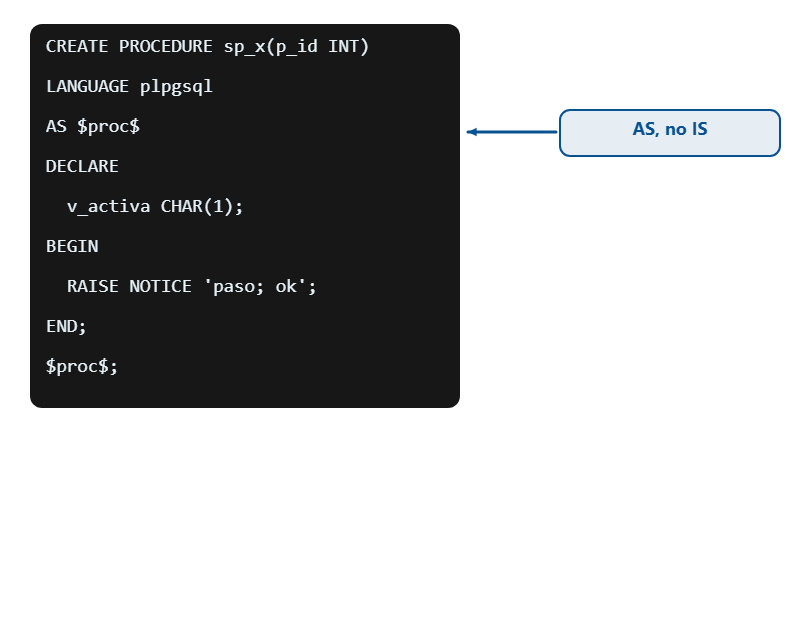 CREATE PROCEDURE sp_x(p_id INT)
LANGUAGE plpgsql
AS $proc$
AS, no IS
DECLARE
  v_activa CHAR(1);
BEGIN
  RAISE NOTICE 'paso; ok';
END;
$proc$;